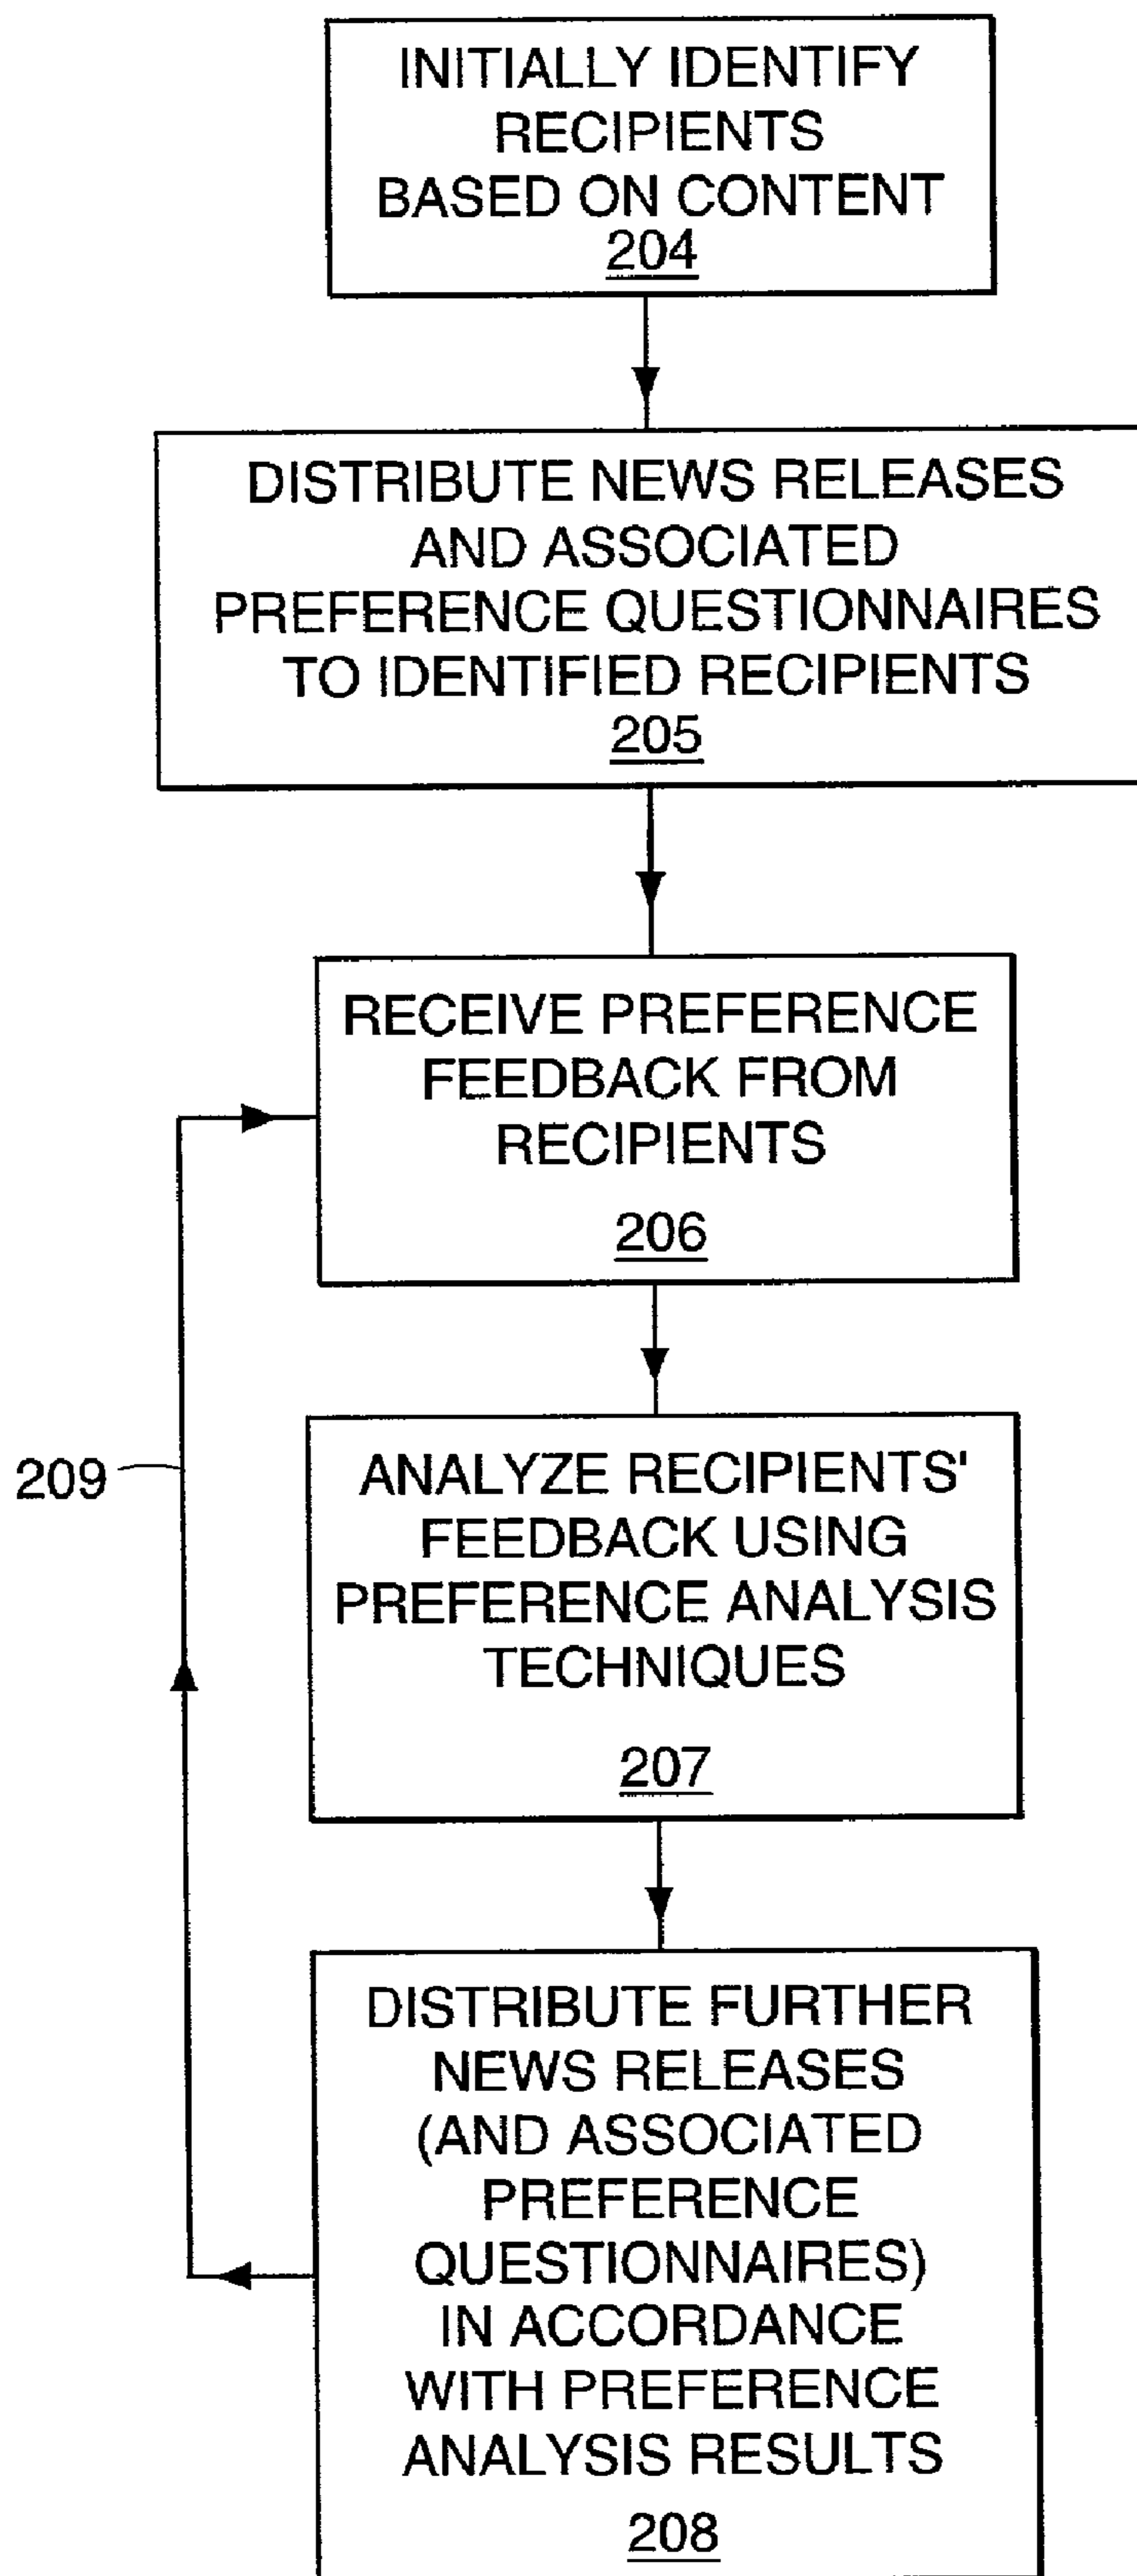 INITIALLY IDENTIFY
RECIPIENTS
BASED ON CONTENT
204
DISTRIBUTE NEWS RELEASES
AND ASSOCIATED
PREFERENCE QUESTIONNAIRES
TO IDENTIFIED RECIPIENTS
205
RECEIVE PREFERENCE
FEEDBACK FROM
RECIPIENTS
206
209
ANALYZE RECIPIENTS'
FEEDBACK USING
PREFERENCE ANALYSIS
TECHNIQUES
207
DISTRIBUTE FURTHER
NEWS RELEASES
(AND ASSOCIATED
PREFERENCE
QUESTIONNAIRES)
IN ACCORDANCE
WITH PREFERENCE
ANALYSIS RESULTS
208